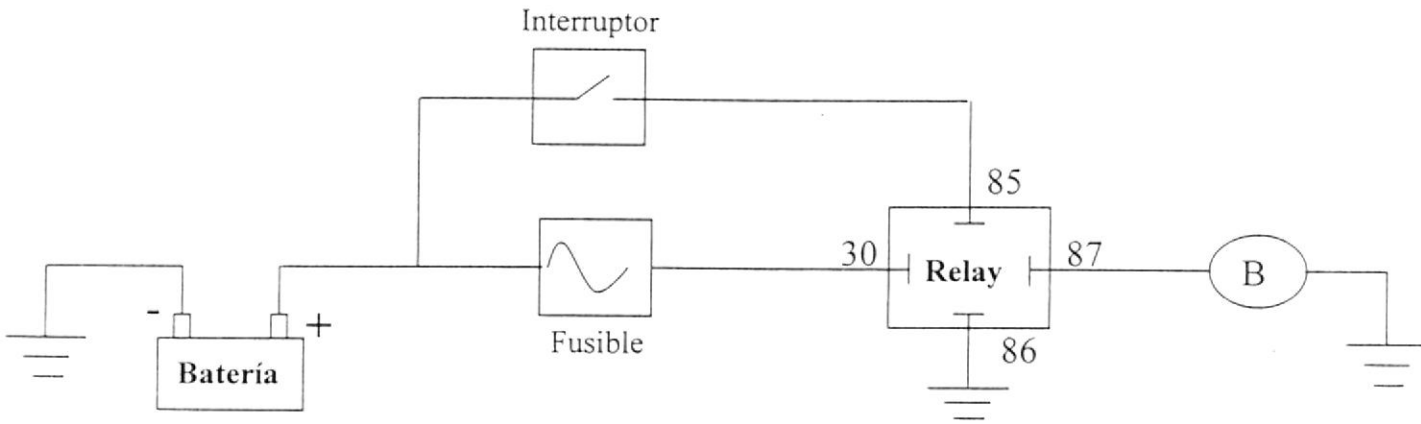 Interruptor
85
30
Relay
87
B
-
+
Fusible
86
Batería